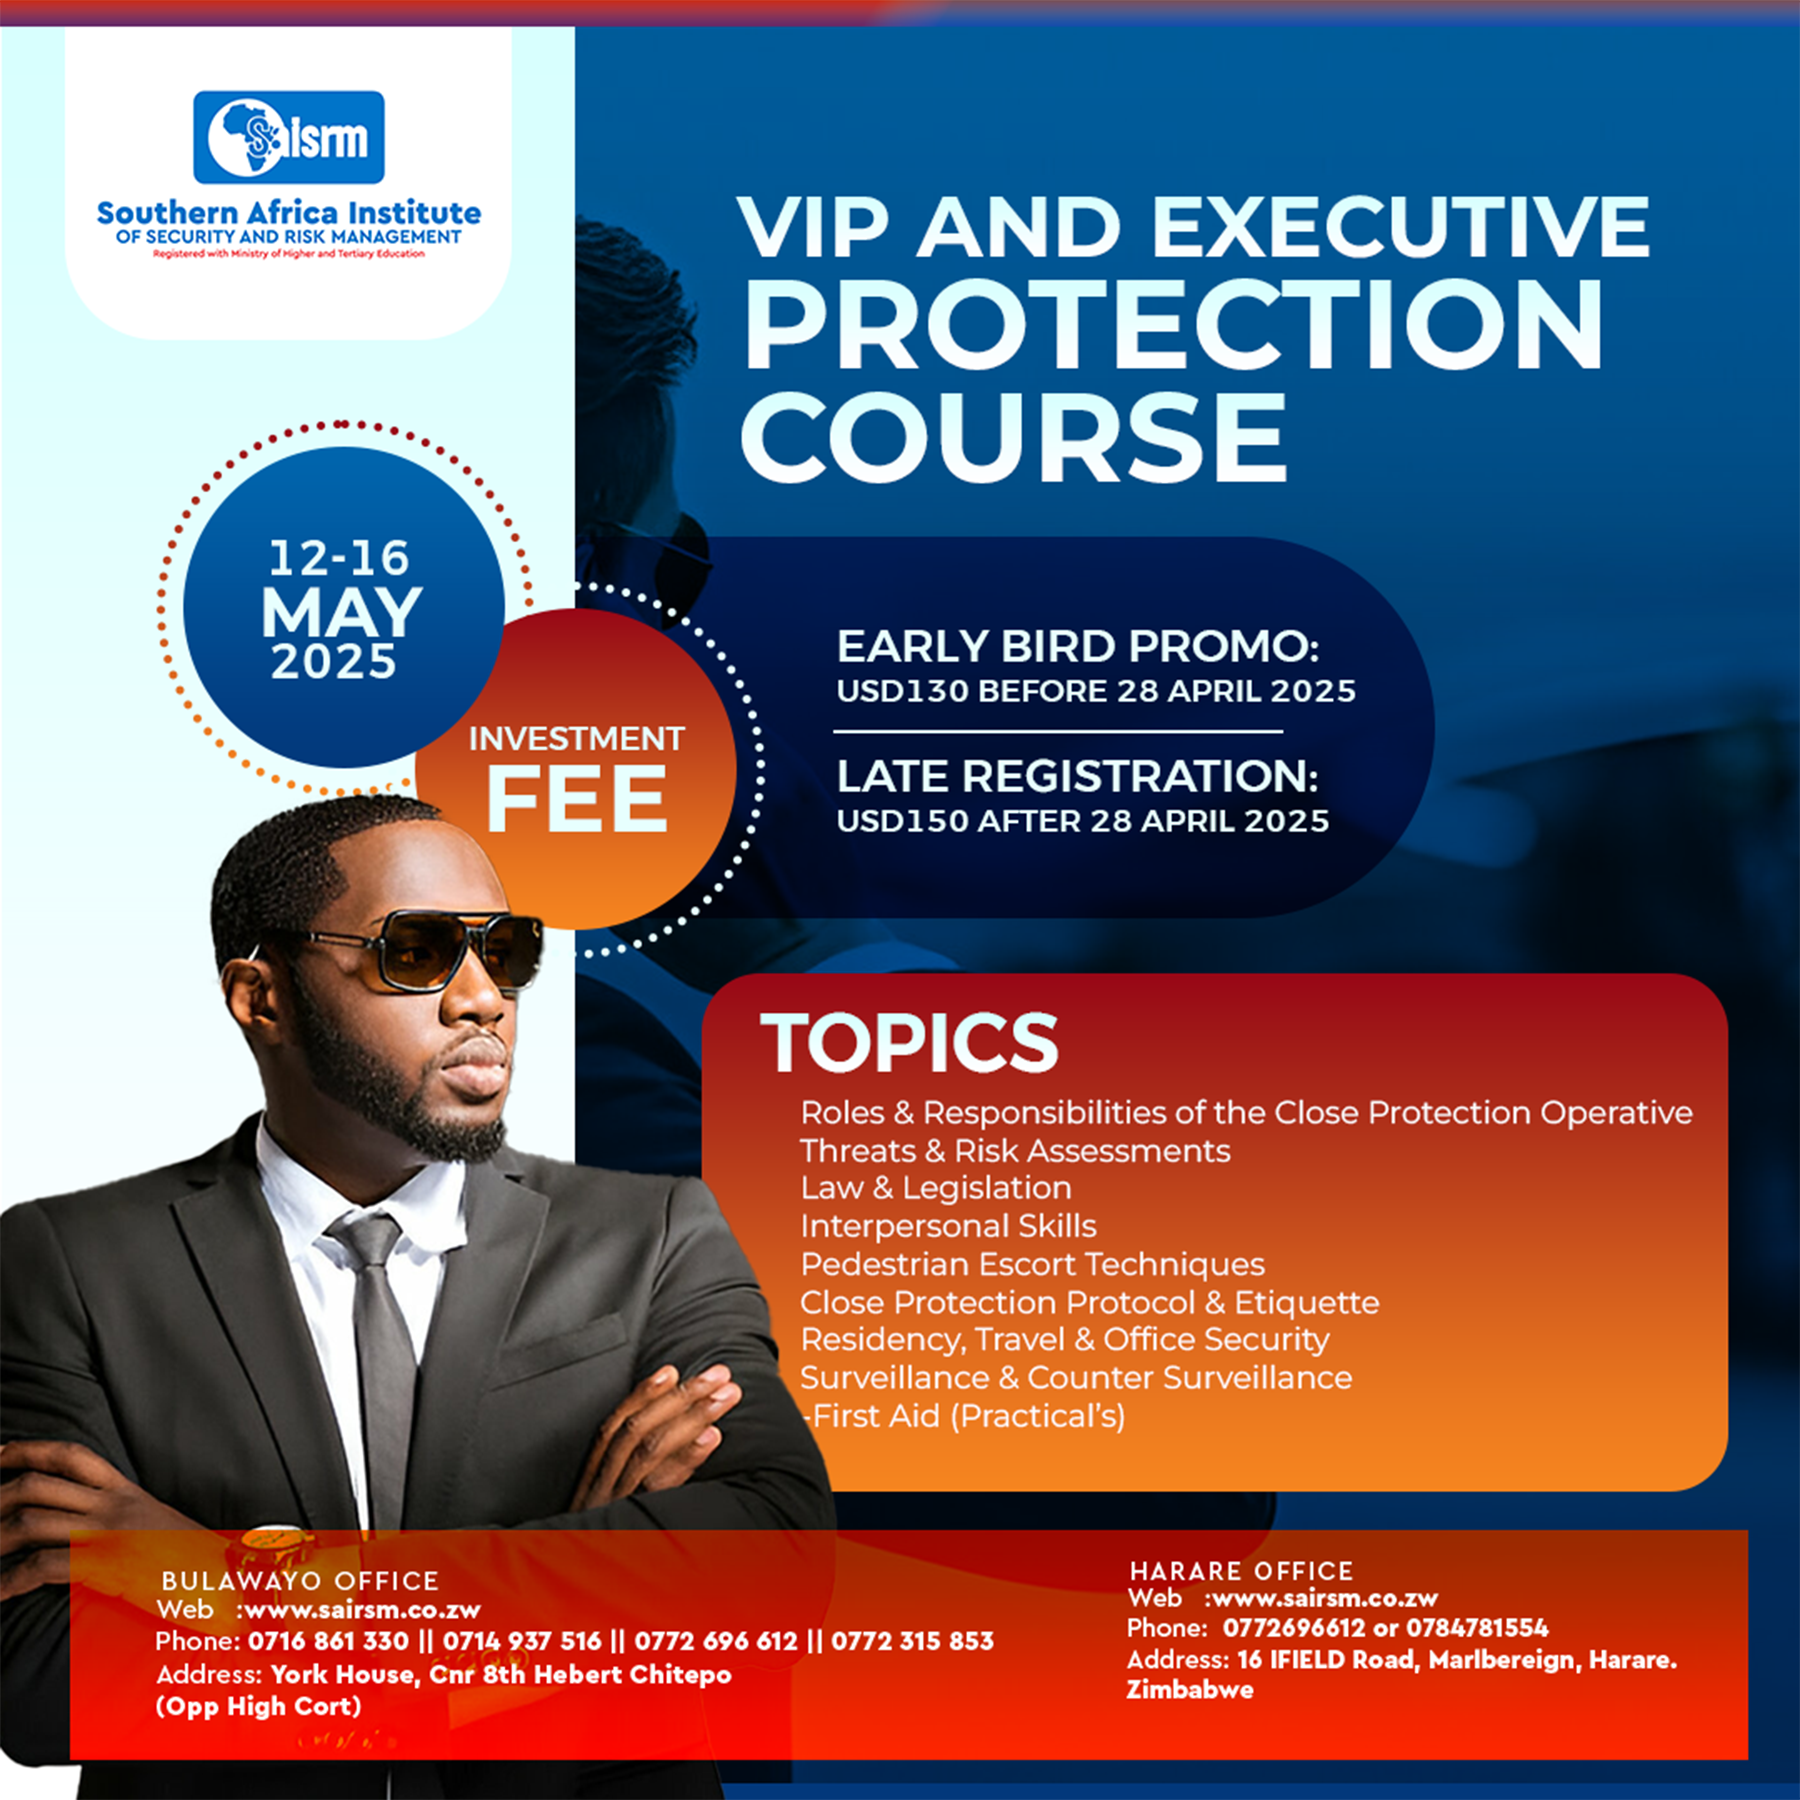 saisrm
Southern Africa Institute
OF SECURITY AND RISK MANAGEMENT
Registered with Ministry of Higher and Tertiary Education
VIP AND EXECUTIVE
PROTECTION
COURSE
12-16
MAY
2025
INVESTMENT
FEE
EARLY BIRD PROMO:
USD130 BEFORE 28 APRIL 2025
LATE REGISTRATION:
USD150 AFTER 28 APRIL 2025
TOPICS
Roles & Responsibilities of the Close Protection Operative
Threats & Risk Assessments
Law & Legislation
Interpersonal Skills
Pedestrian Escort Techniques
Close Protection Protocol & Etiquette
Residency, Travel & Office Security
Surveillance & Counter Surveillance
-First Aid (Practical's)
BULAWAYO OFFICE
Web :www.sairsm.co.zw
Phone: 0716 861 330 || 0714 937 516 || 0772 696 612 || 0772 315 853
Address: York House, Cnr 8th Hebert Chitepo
(Opp High Cort)
HARARE OFFICE
Web :www.sairsm.co.zw
Phone: 0772696612 or 0784781554
Address: 16 IFIELD Road, Marlbereign, Harare.
Zimbabwe